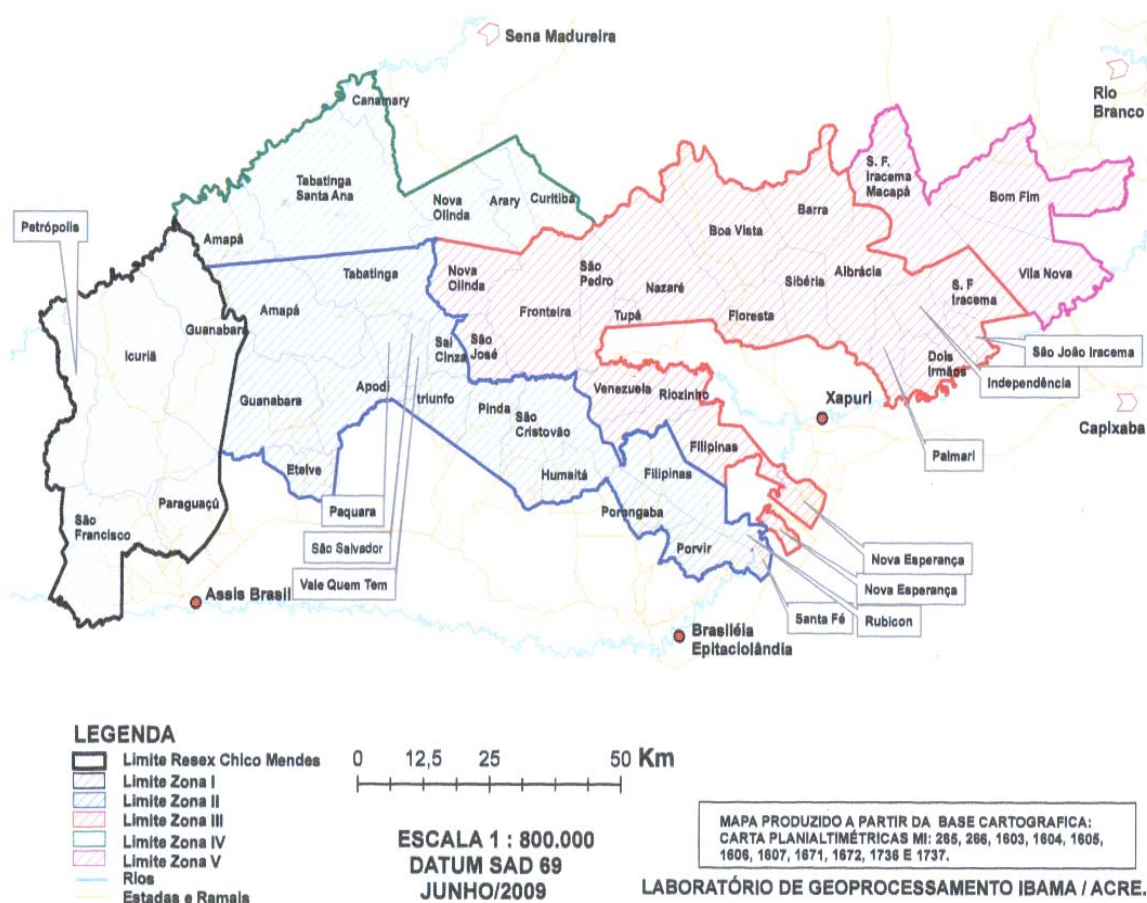 Sena Madureira
Rio
Branco
Canamary
S. F.
Iracema
Macapá
Bom Fim
Tabatinga
Santa Ana
Nova
Olinda
Arary
Curitiba
Barra
Boa Vista
Petrópolis
Amapá
Tabatinga
Nova
Olinda
São
Pedro
Nazaré
Sibéria
Albrácia
Vila Nova
S. F
Iracema
Guanabara
Amapá
Fronteira
Tupá
Floresta
Icuriã
Sai
Cinza
São
José
São João Iracema
Dois
Irmãos
Independência
Apodi
triunfo
Venezuela
Riozinho
Guanabara
Pinda
São
Cristovão
Xapuri
Capixaba
Palmari
Filipinas
Etelve
Humaitá
Filipinas
Paraguaçú
São
Francisco
Paquara
Porangaba
São Salvador
Porvir
Nova Esperança
Vale Quem Tem
Nova Esperança
Assis Brasil
Santa Fé
Rubicon
Brasiléia
Epitaciolândia
LEGENDA
Limite Resex Chico Mendes
Limite Zona I
Limite Zona II
Limite Zona III
Limite Zona IV
Limite Zona V
Rios
Estadas e Ramais
0 12,5 25 50 Km
ESCALA 1 : 800.000
DATUM SAD 69
JUNHO/2009
MAPA PRODUZIDO A PARTIR DA BASE CARTOGRAFICA:
CARTA PLANIALTIMÉTRICAS MI: 265, 266, 1603, 1604, 1605,
1606, 1607, 1671, 1672, 1736 E 1737.
LABORATÓRIO DE GEOPROCESSAMENTO IBAMA / ACRE.